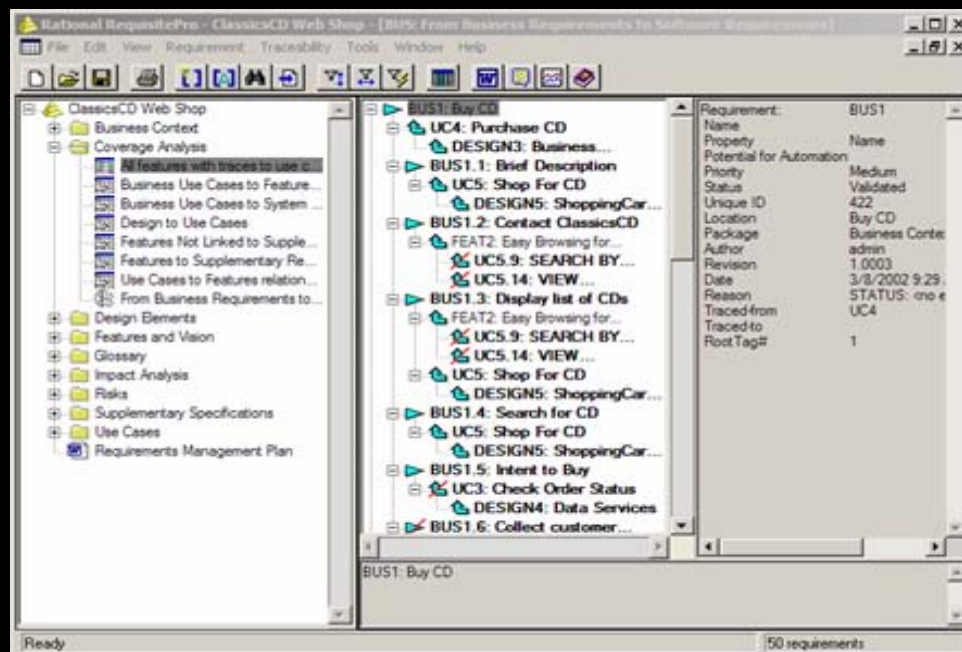 Rational RequisitePro - ClassicsCD Web Shop - [BUS: From Business Requirements To Software Requirements]
File Edit View Requirement Traceability Tools Window Help
ClassicsCD Web Shop
Business Context
Coverage Analysis
All features with traces to use c...
Business Use Cases to Feature...
Business Use Cases to System ...
Design to Use Cases
Features Not Linked to Supple...
Features to Supplementary Re...
Use Cases to Features relation...
From Business Requirements to...
Design Elements
Features and Vision
Glossary
Impact Analysis
Risks
Supplementary Specifications
Use Cases
Requirements Management Plan
BUS1: Buy CD
UC4: Purchase CD
DESIGN3: Business...
BUS1.1: Brief Description
UC5: Shop For CD
DESIGN5: ShoppingCar...
BUS1.2: Contact ClassicsCD
FEAT2: Easy Browsing for...
UC5.9: SEARCH BY...
UC5.14: VIEW...
BUS1.3: Display list of CDs
FEAT2: Easy Browsing for...
UC5.9: SEARCH BY...
UC5.14: VIEW...
UC5: Shop For CD
DESIGN5: ShoppingCar...
BUS1.4: Search for CD
UC5: Shop For CD
DESIGN5: ShoppingCar...
BUS1.5: Intent to Buy
UC3: Check Order Status
DESIGN4: Data Services
BUS1.6: Collect customer...
Requirement: BUS1
Name
Property Name
Potential for Automation
Priority Medium
Status Validated
Unique ID 422
Location Buy CD
Package Business Conte
Author admin
Revision 1.0003
Date 3/8/2002 9:29
Reason STATUS: <no e
Traced-from UC4
Traced-to
RootTag# 1
BUS1: Buy CD
Ready
50 requirements